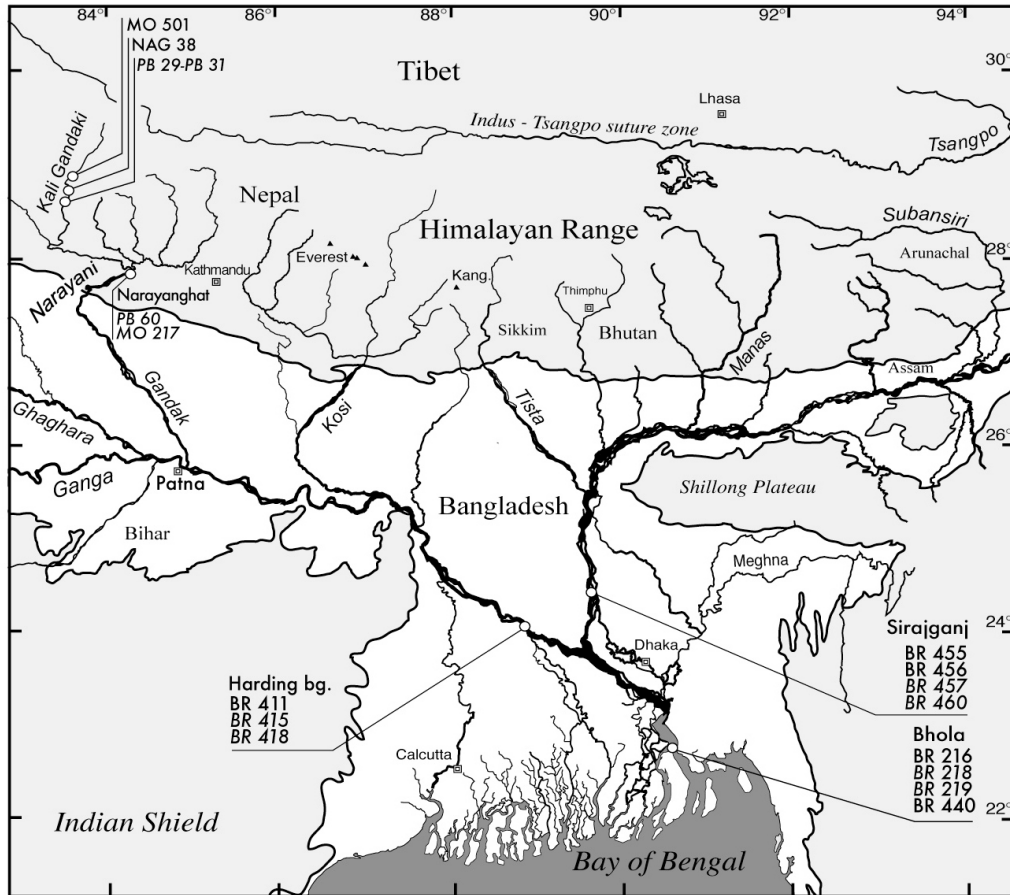 84°
86°
88°
90°
92°
94°
MO 501
NAG 38
PB 29-PB 31
30°
Tibet
Lhasa
Indus - Tsangpo suture zone
Tsangpo
Kali Gandaki
Nepal
Himalayan Range
Subansiri
Arunachal
28°
Everest
Kathmandu
Kang.
Narayani
Narayanghat
PB 60
MO 217
Thimphu
Sikkim
Bhutan
Manas
Assam
Gandak
Kosi
Tista
Ghaghara
26°
Ganga
Patna
Shillong Plateau
Bangladesh
Bihar
Meghna
24°
Sirajganj
BR 455
BR 456
BR 457
BR 460
Dhaka
Harding bg.
BR 411
BR 415
BR 418
Bhola
BR 216
BR 218
BR 219
BR 440
Calcutta
22°
Indian Shield
Bay of Bengal